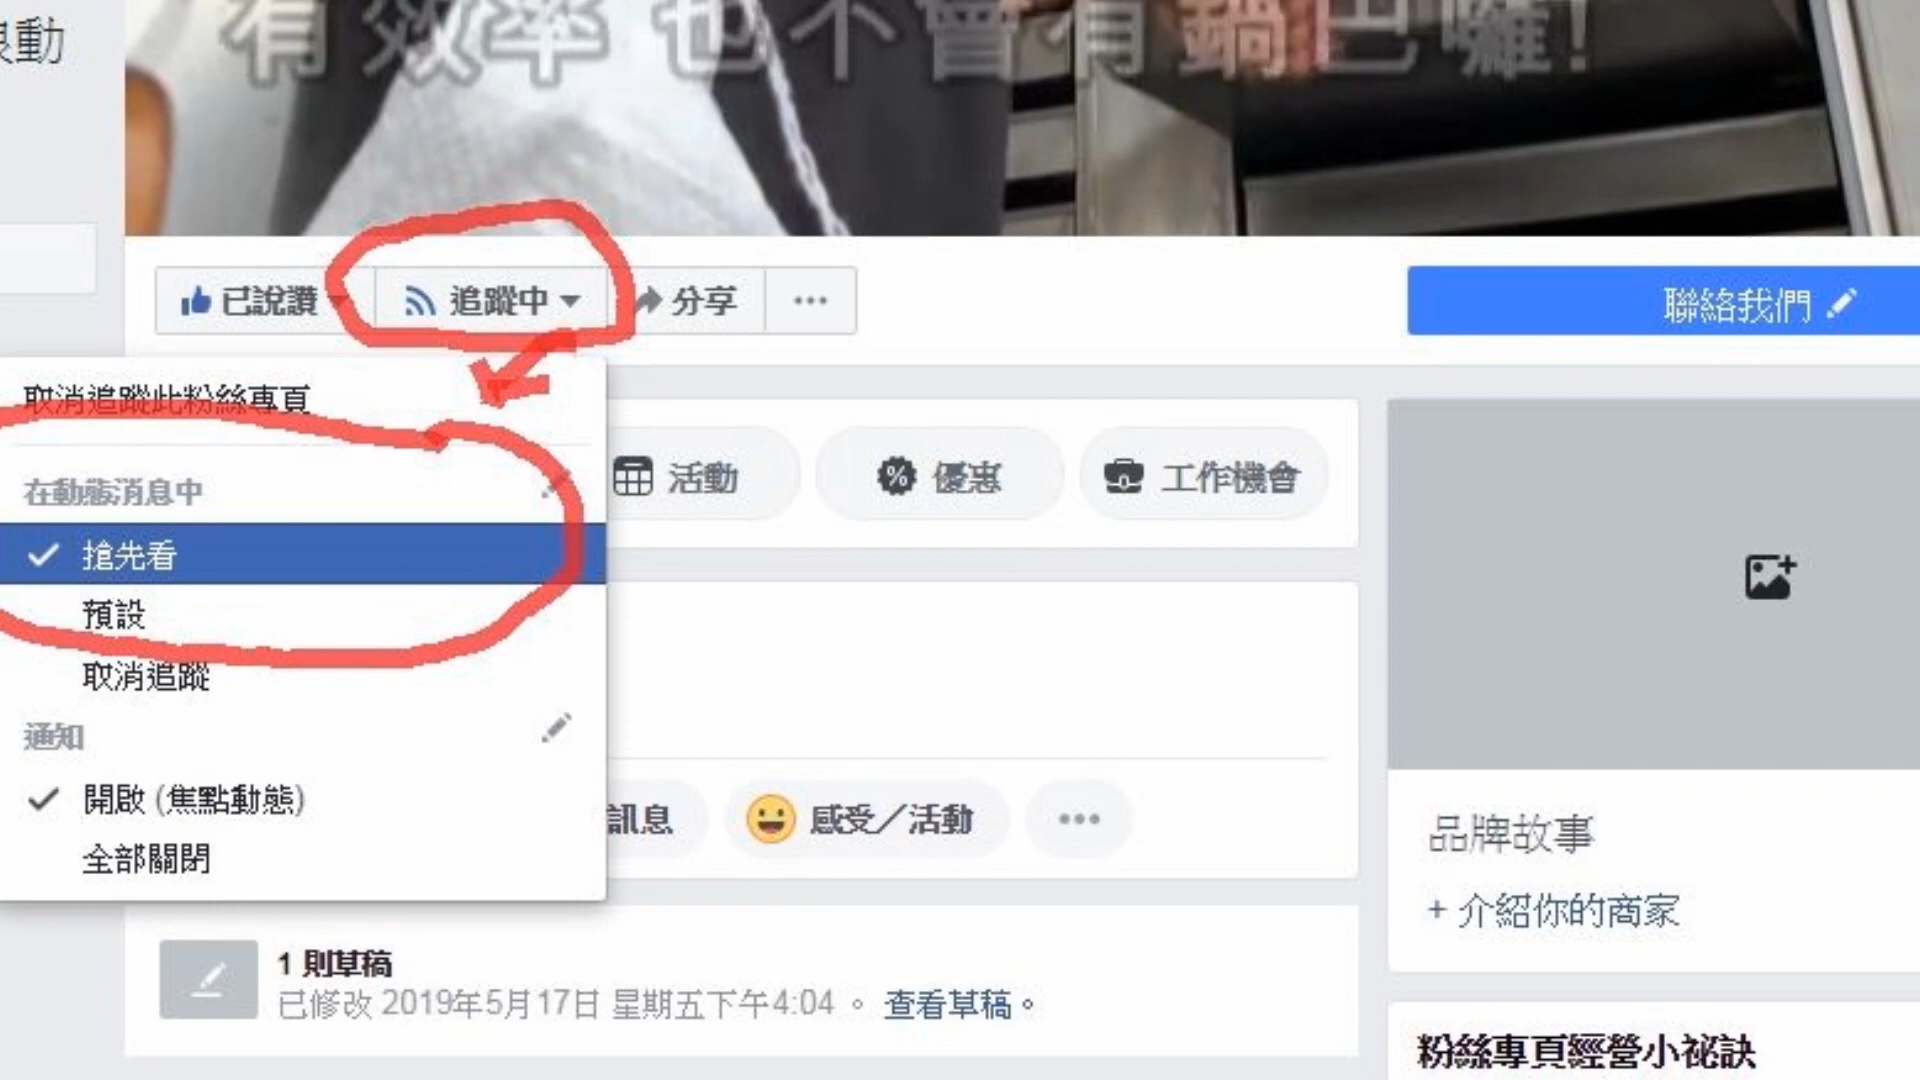 有效率 也不會有鍋巴囉!
已說讚 追蹤中 分享
聯絡我們
取消追蹤此粉絲專頁
在動態消息中
搶先看
預設
取消追蹤
通知
開啟 (焦點動態)
全部關閉
活動 優惠 工作機會
訊息 感受／活動
1 則草稿
已修改 2019年5月17日 星期五下午4:04 。 查看草稿。
品牌故事
+ 介紹你的商家
粉絲專頁經營小祕訣